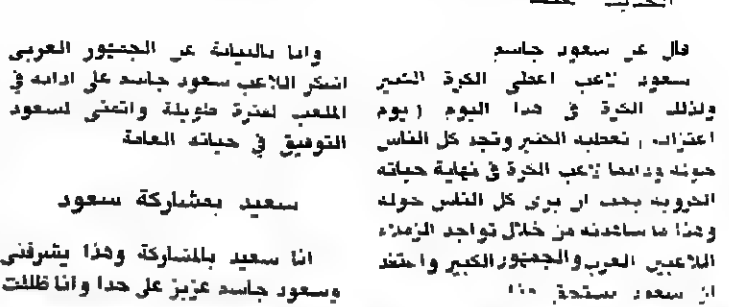 قال عن سعود جاسم
سعود لاعب اعطى الكرة الكثير
ولذلك الكرة في هذا اليوم (يوم
اعتزاله) تعطيه الكثير وتجد كل الناس
حوله ودائما لاعب الكرة في نهاية حياته
الكروية يجب ان يرى كل الناس حوله
وهذا ما شاهدته من خلال تواجد الزملاء
اللاعبين العرب والجمهور الكبير واعتقد
ان سعود يستحق هذا
وانا بالنيابة عن الجمهور العربي
اشكر اللاعب سعود جاسم على ادائه في
الملعب لفترة طويلة واتمنى لسعود
التوفيق في حياته العامة
سعيد بمشاركة سعود
انا سعيد بالمشاركة وهذا يشرفني
وسعود جاسم عزيز على جدا وانا ظللت